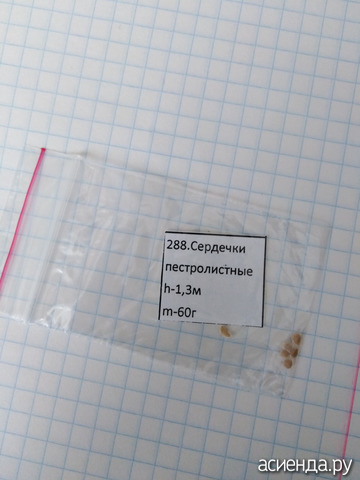 288.Сердечки
пестролистные
h-1,3м
m-60г
асиенда.ру